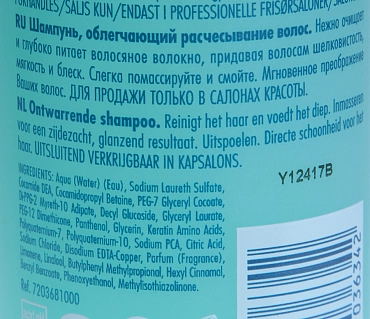 FORHANDLES/SALJS KUN/ENDAST I PROFESSIONELLE FRISØRSALONER/
RU Шампунь, облегчающий расчесывание волос. Нежно очищает
и глубоко питает волосяное волокно, придавая волосам шелковистость,
мягкость и блеск. Слегка помассируйте и смойте. Мгновенное преображение
Ваших волос. ДЛЯ ПРОДАЖИ ТОЛЬКО В САЛОНАХ КРАСОТЫ.
NL Ontwarrende shampoo. Reinigt het haar en voedt het diep. Inmasseren
voor een zijdezacht, glanzend resultaat. Uitspoelen. Directe schoonheid voor het
haar. UITSLUITEND VERKRIJGBAAR IN KAPSALONS.
Y12417B
INGREDIENTS: Aqua (Water) (Eau), Sodium Laureth Sulfate,
Cocamide DEA, Cocamidopropyl Betaine, PEG-7 Glyceryl Cocoate,
Di-PPG-2 Myreth-10 Adipate, Decyl Glucoside, Glyceryl Laurate,
PEG-12 Dimethicone, Panthenol, Glycerin, Keratin Amino Acids,
Polyquaternium-7, Polyquaternium-10, Sodium PCA, Citric Acid,
Sodium Chloride, Disodium EDTA-Copper, Parfum (Fragrance),
Limonene, Linalool, Butylphenyl Methylpropional, Hexyl Cinnamal,
Benzyl Benzoate, Phenoxyethanol, Methylisothiazolinone.
Ref. 7203681000
036342